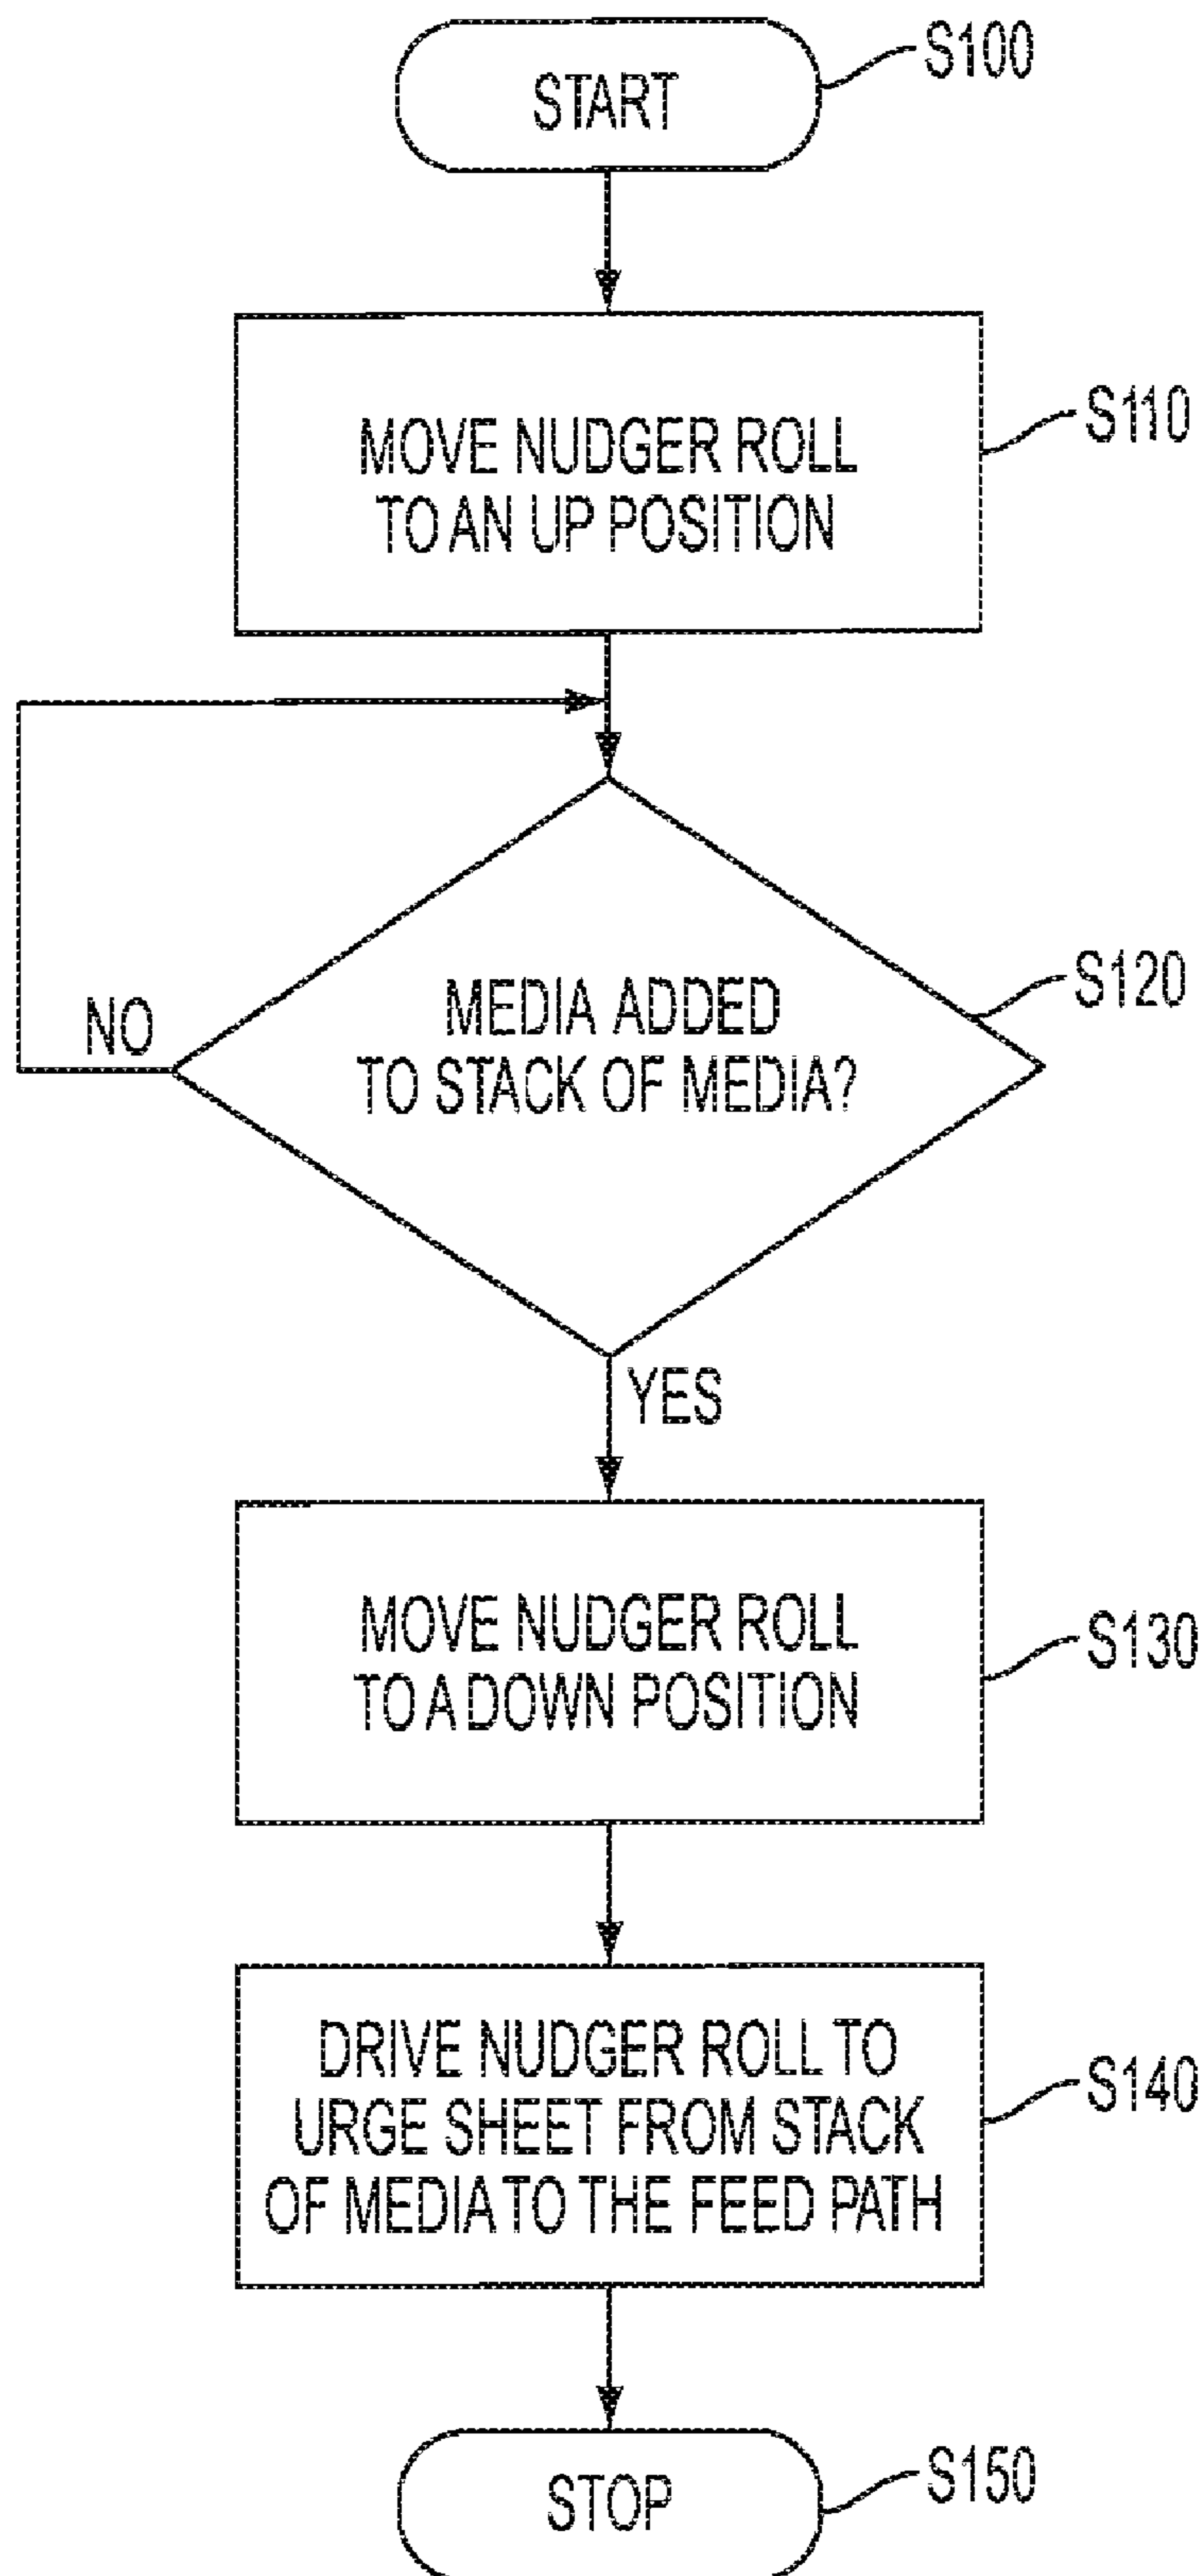 START
S100
MOVE NUDGER ROLL
TO AN UP POSITION
S110
MEDIA ADDED
TO STACK OF MEDIA?
S120
NO
YES
MOVE NUDGER ROLL
TO A DOWN POSITION
S130
DRIVE NUDGER ROLL TO
URGE SHEET FROM STACK
OF MEDIA TO THE FEED PATH
S140
STOP
S150